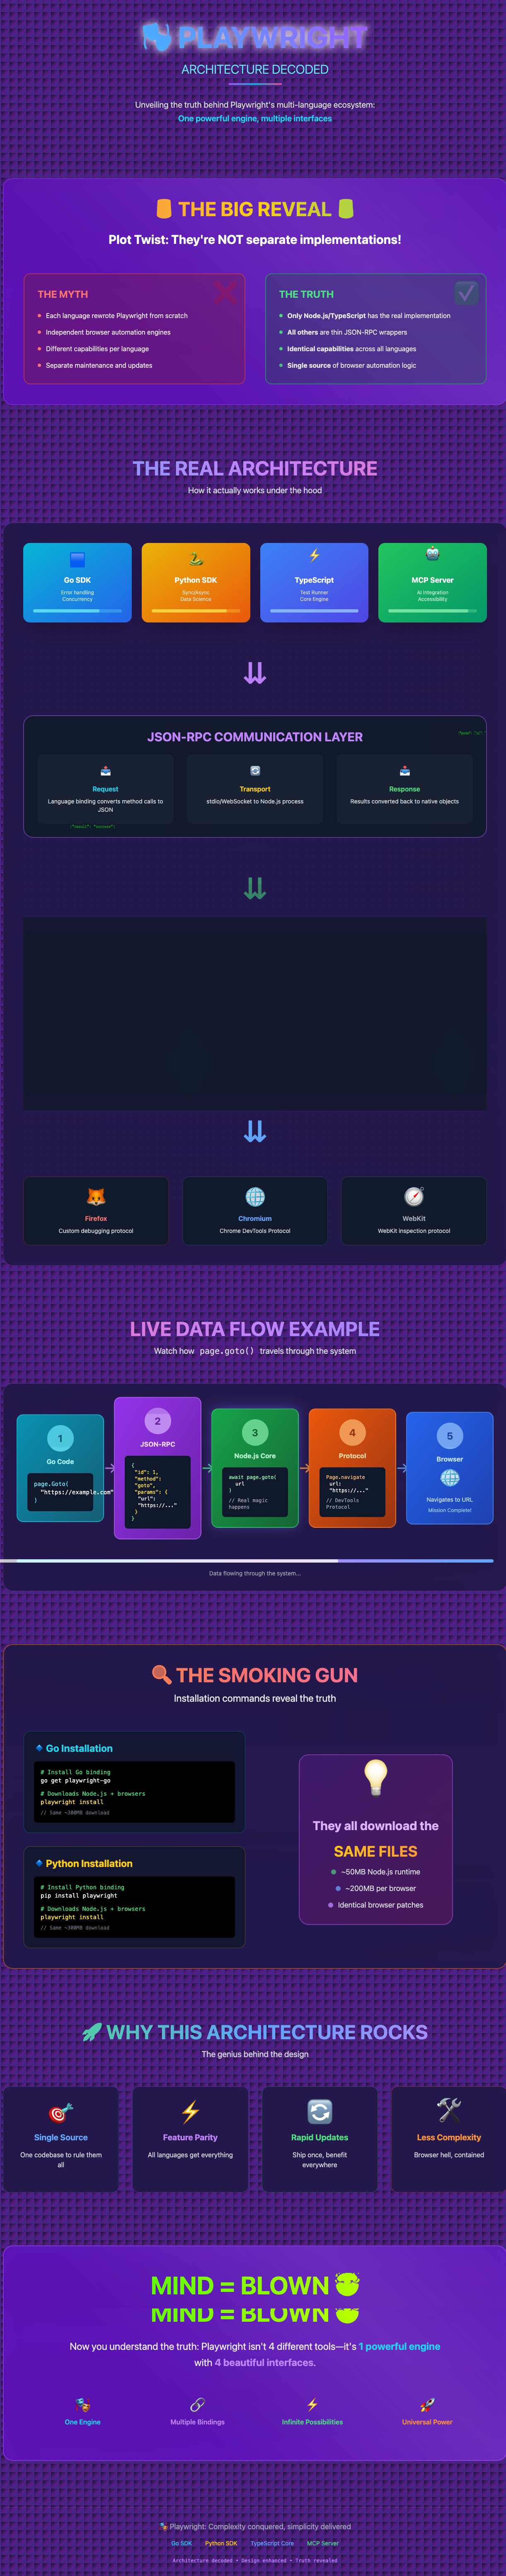 PLAYWRIGHT
ARCHITECTURE DECODED
Unveiling the truth behind Playwright's multi-language ecosystem:
One powerful engine, multiple interfaces
THE BIG REVEAL
Plot Twist: They're NOT separate implementations!
THE MYTH
Each language rewrote Playwright from scratch
Independent browser automation engines
Different capabilities per language
Separate maintenance and updates
THE TRUTH
Only Node.js/TypeScript has the real implementation
All others are thin JSON-RPC wrappers
Identical capabilities across all languages
Single source of browser automation logic
THE REAL ARCHITECTURE
How it actually works under the hood
Go SDK
Error handling
Concurrency
Python SDK
Sync/Async
Data Science
TypeScript
Test Runner
Core Engine
MCP Server
AI Integration
Accessibility
JSON-RPC COMMUNICATION LAYER
Request
Language binding converts method calls to
JSON
Transport
stdio/WebSocket to Node.js process
Response
Results converted back to native objects
Firefox
Custom debugging protocol
Chromium
Chrome DevTools Protocol
WebKit
WebKit inspection protocol
LIVE DATA FLOW EXAMPLE
Watch how page.goto() travels through the system
1
Go Code
page.Goto(
"https://example.com"
)
2
JSON-RPC
{
"id": 1,
"method":
"goto",
"params": {
"url":
"https://..."
}
}
3
Node.js Core
await page.goto(
url
)
// Real magic
happens
4
Protocol
Page.navigate
url:
"https://..."
// DevTools
Protocol
5
Browser
Navigates to URL
Mission Complete!
Data flowing through the system...
THE SMOKING GUN
Installation commands reveal the truth
Go Installation
# Install Go binding
go get playwright-go
# Downloads Node.js + browsers
playwright install
// Same ~300MB download
Python Installation
# Install Python binding
pip install playwright
# Downloads Node.js + browsers
playwright install
// Same ~300MB download
They all download the
SAME FILES
~50MB Node.js runtime
~200MB per browser
Identical browser patches
WHY THIS ARCHITECTURE ROCKS
The genius behind the design
Single Source
One codebase to rule them
all
Feature Parity
All languages get everything
Rapid Updates
Ship once, benefit
everywhere
Less Complexity
Browser hell, contained
MIND = BLOWN
MIND = BLOWN
Now you understand the truth: Playwright isn't 4 different tools—it's 1 powerful engine
with 4 beautiful interfaces.
One Engine
Multiple Bindings
Infinite Possibilities
Universal Power
Playwright: Complexity conquered, simplicity delivered
Go SDK
Python SDK
TypeScript Core
MCP Server
Architecture decoded • Design enhanced • Truth revealed